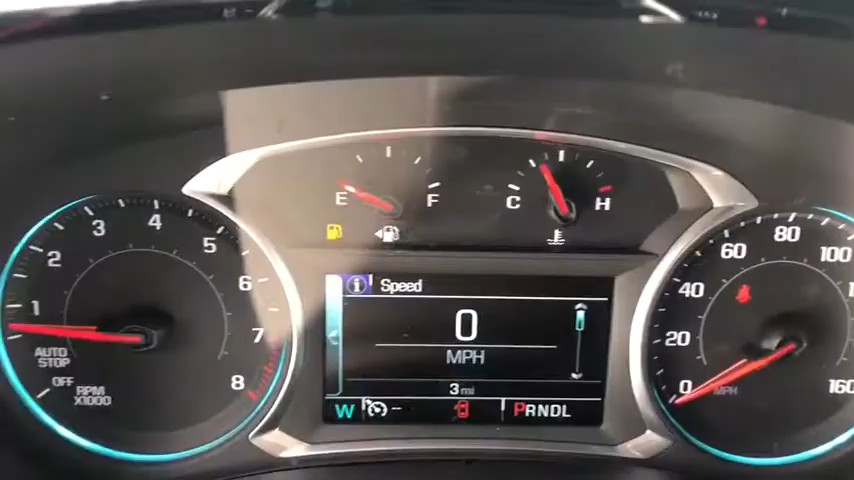 E F
C H
1 2 3 4 5 6 7 8
AUTO
STOP
OFF
RPM
X1000
i Speed
0
MPH
3 mi
W -- PRNDL
0 20 40 60 80 100 160
MPH